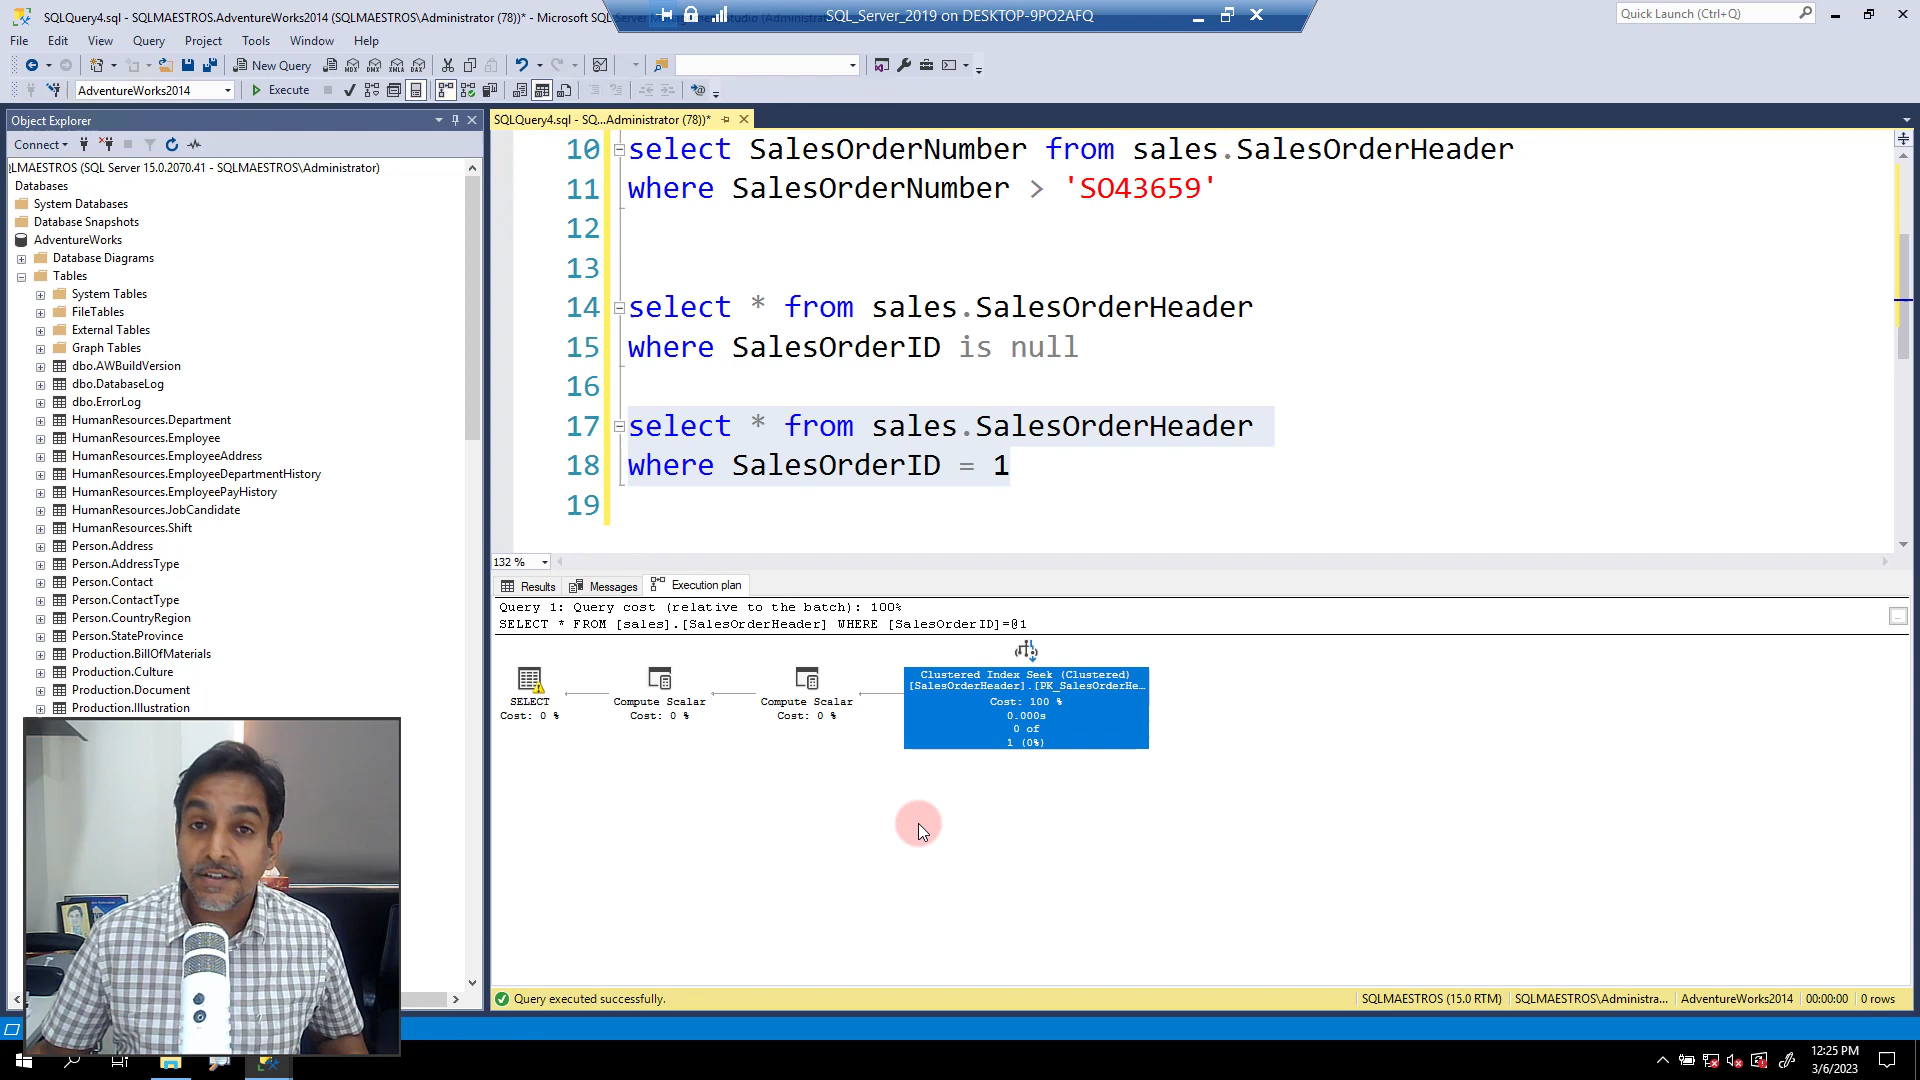 SQLQuery4.sql - SQLMAESTROS.AdventureWorks2014 (SQLMAESTROS\Administrator (78))* - Microsoft SQL
SQL_Server_2019 on DESKTOP-9PO2AFQ
Quick Launch (Ctrl+Q)
File Edit View Query Project Tools Window Help
New Query
MDX DMX XMLA DAX
AdventureWorks2014
Execute
Object Explorer
SQLQuery4.sql - SQ...Administrator (78))*
Connect
LMAESTROS (SQL Server 15.0.2070.41 - SQLMAESTROS\Administrator)
Databases
System Databases
Database Snapshots
AdventureWorks
Database Diagrams
Tables
System Tables
FileTables
External Tables
Graph Tables
dbo.AWBuildVersion
dbo.DatabaseLog
dbo.ErrorLog
HumanResources.Department
HumanResources.Employee
HumanResources.EmployeeAddress
HumanResources.EmployeeDepartmentHistory
HumanResources.EmployeePayHistory
HumanResources.JobCandidate
HumanResources.Shift
Person.Address
Person.AddressType
Person.Contact
Person.ContactType
Person.CountryRegion
Person.StateProvince
Production.BillOfMaterials
Production.Culture
Production.Document
Production.Illustration
10 select SalesOrderNumber from sales.SalesOrderHeader
11 where SalesOrderNumber > 'SO43659'
12
13
14 select * from sales.SalesOrderHeader
15 where SalesOrderID is null
16
17 select * from sales.SalesOrderHeader
18 where SalesOrderID = 1
19
132 %
Results Messages Execution plan
Query 1: Query cost (relative to the batch): 100%
SELECT * FROM [sales].[SalesOrderHeader] WHERE [SalesOrderID]=@1
SELECT
Cost: 0 %
Compute Scalar
Cost: 0 %
Compute Scalar
Cost: 0 %
Clustered Index Seek (Clustered)
[SalesOrderHeader].[PK_SalesOrderHe...
Cost: 100 %
0.000s
0 of
1 (0%)
Query executed successfully.
SQLMAESTROS (15.0 RTM) SQLMAESTROS\Administra... AdventureWorks2014 00:00:00 0 rows
12:25 PM
3/6/2023